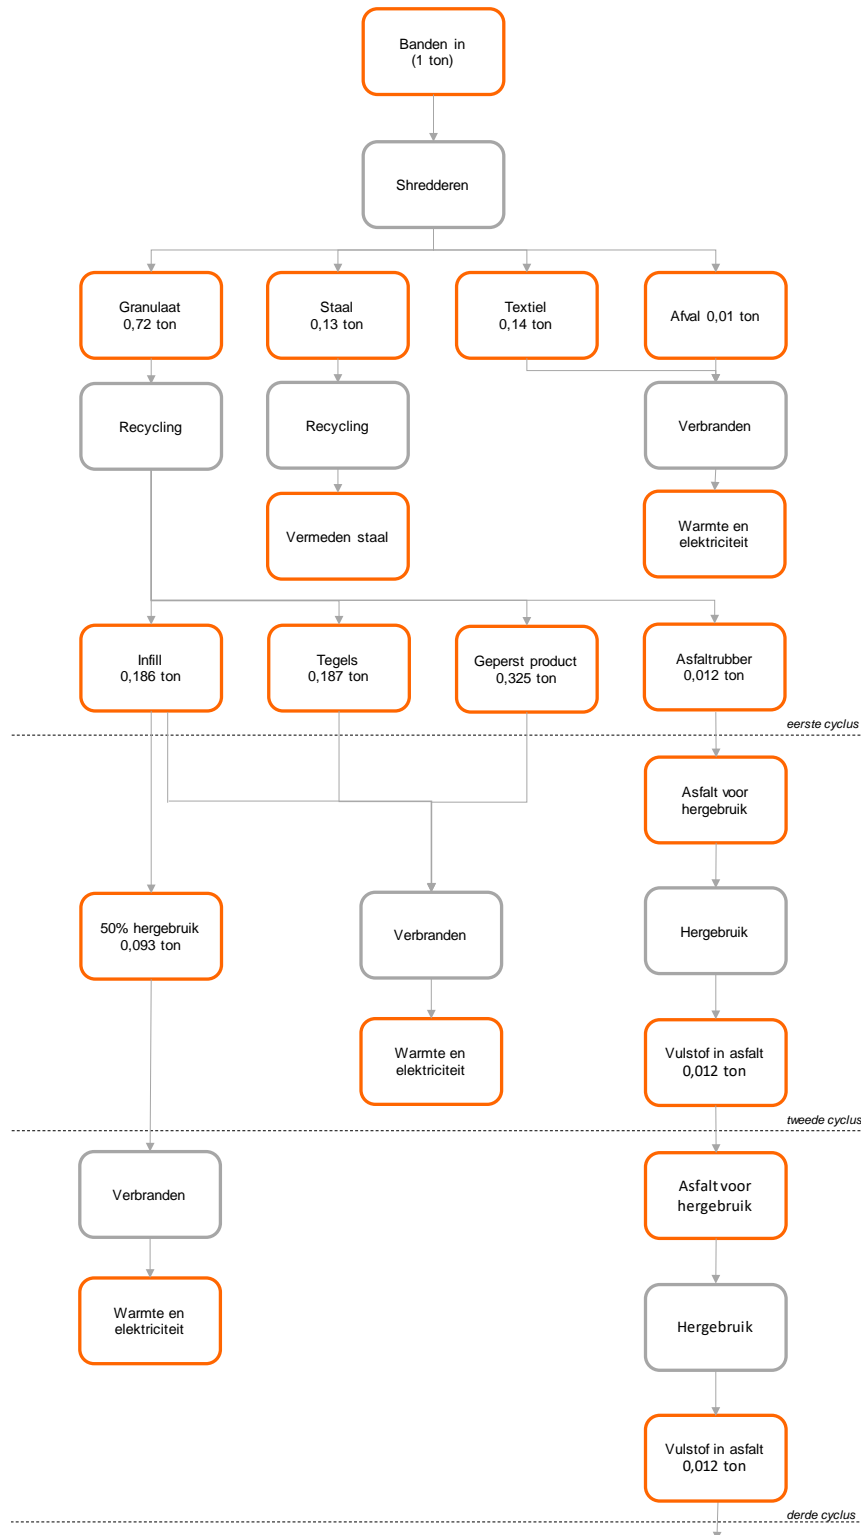 Banden in
(1 ton)
Shredderen
Granulaat
0,72 ton
Staal
0,13 ton
Textiel
0,14 ton
Afval 0,01 ton
Recycling
Recycling
Verbranden
Vermeden staal
Warmte en
elektriciteit
Infill
0,186 ton
Tegels
0,187 ton
Geperst product
0,325 ton
Asfaltrubber
0,012 ton
eerste cyclus
Asfalt voor
hergebruik
50% hergebruik
0,093 ton
Verbranden
Hergebruik
Warmte en
elektriciteit
Vulstof in asfalt
0,012 ton
tweede cyclus
Verbranden
Asfalt voor
hergebruik
Warmte en
elektriciteit
Hergebruik
Vulstof in asfalt
0,012 ton
derde cyclus